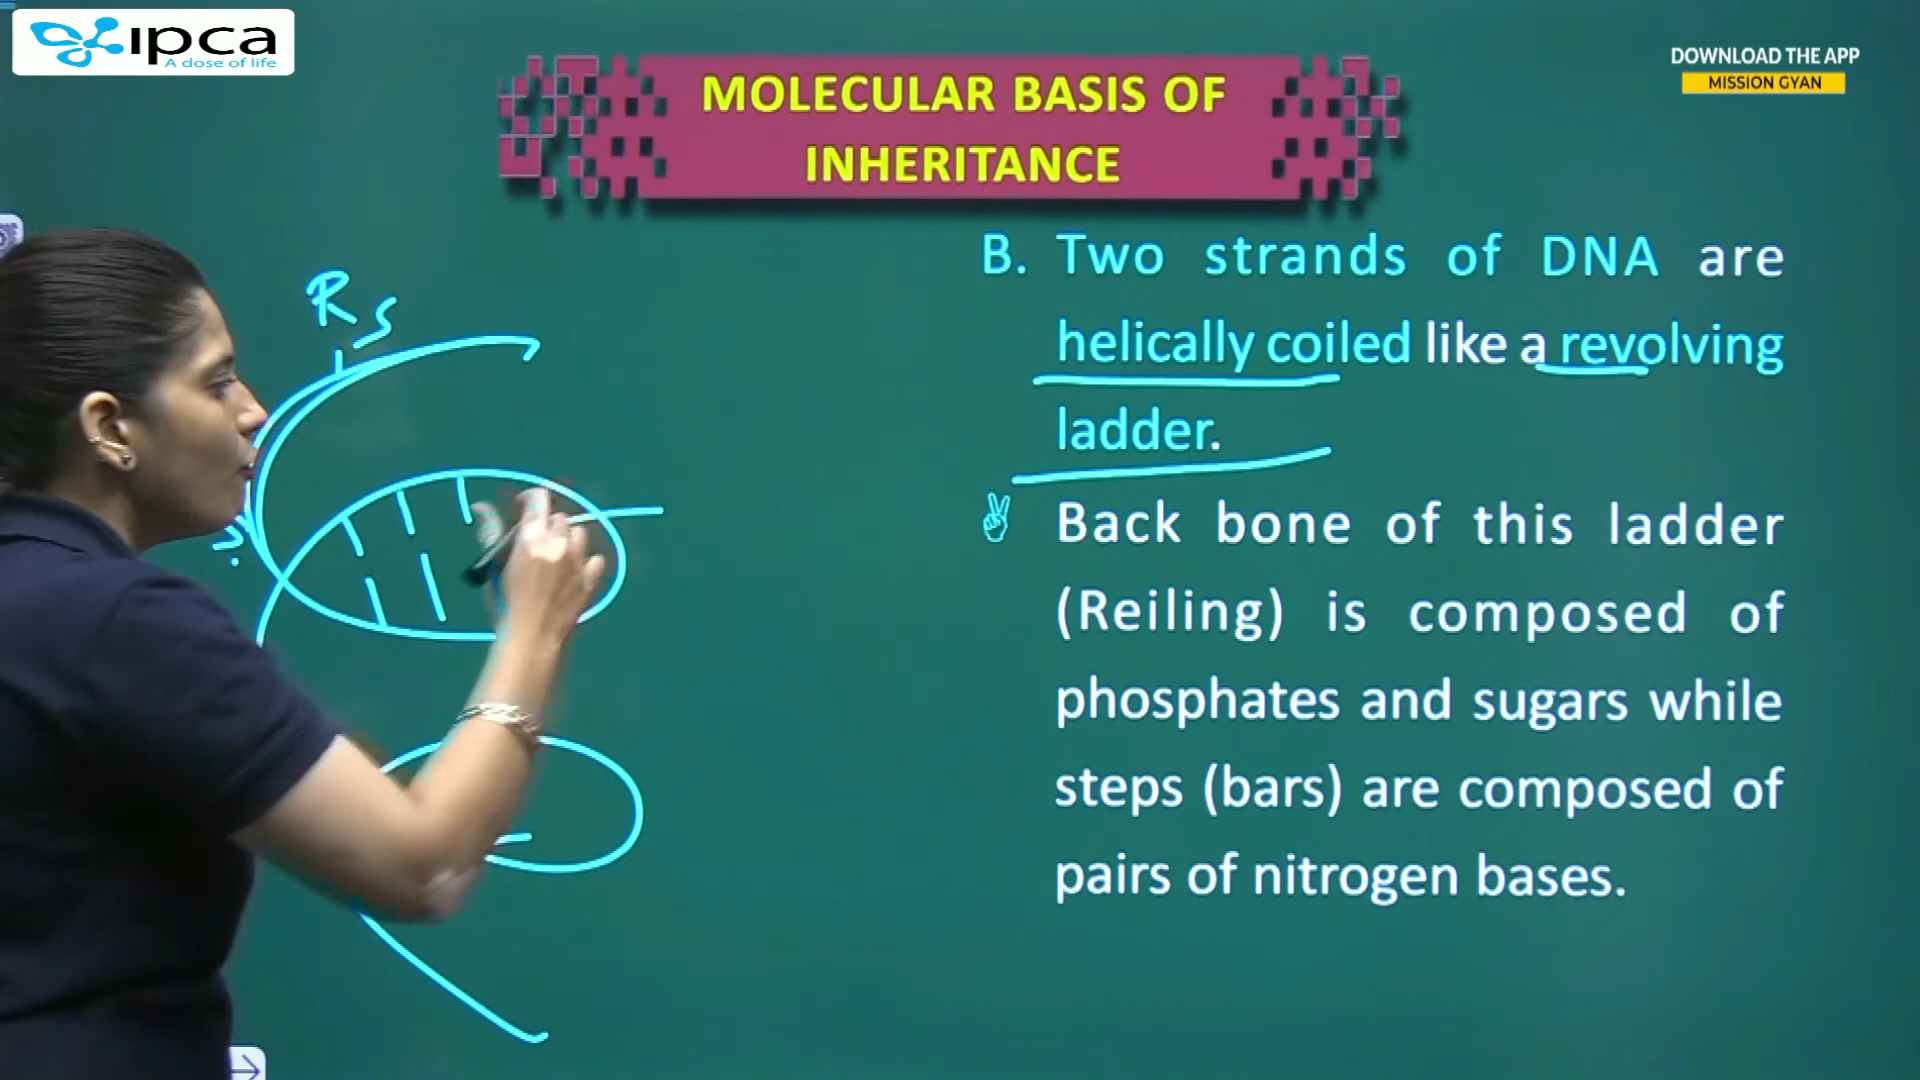 ipca
A dose of life
DOWNLOAD THE APP
MISSION GYAN
MOLECULAR BASIS OF
INHERITANCE
Rs
B. Two strands of DNA are
helically coiled like a revolving
ladder.
Back bone of this ladder
(Reiling) is composed of
phosphates and sugars while
steps (bars) are composed of
pairs of nitrogen bases.